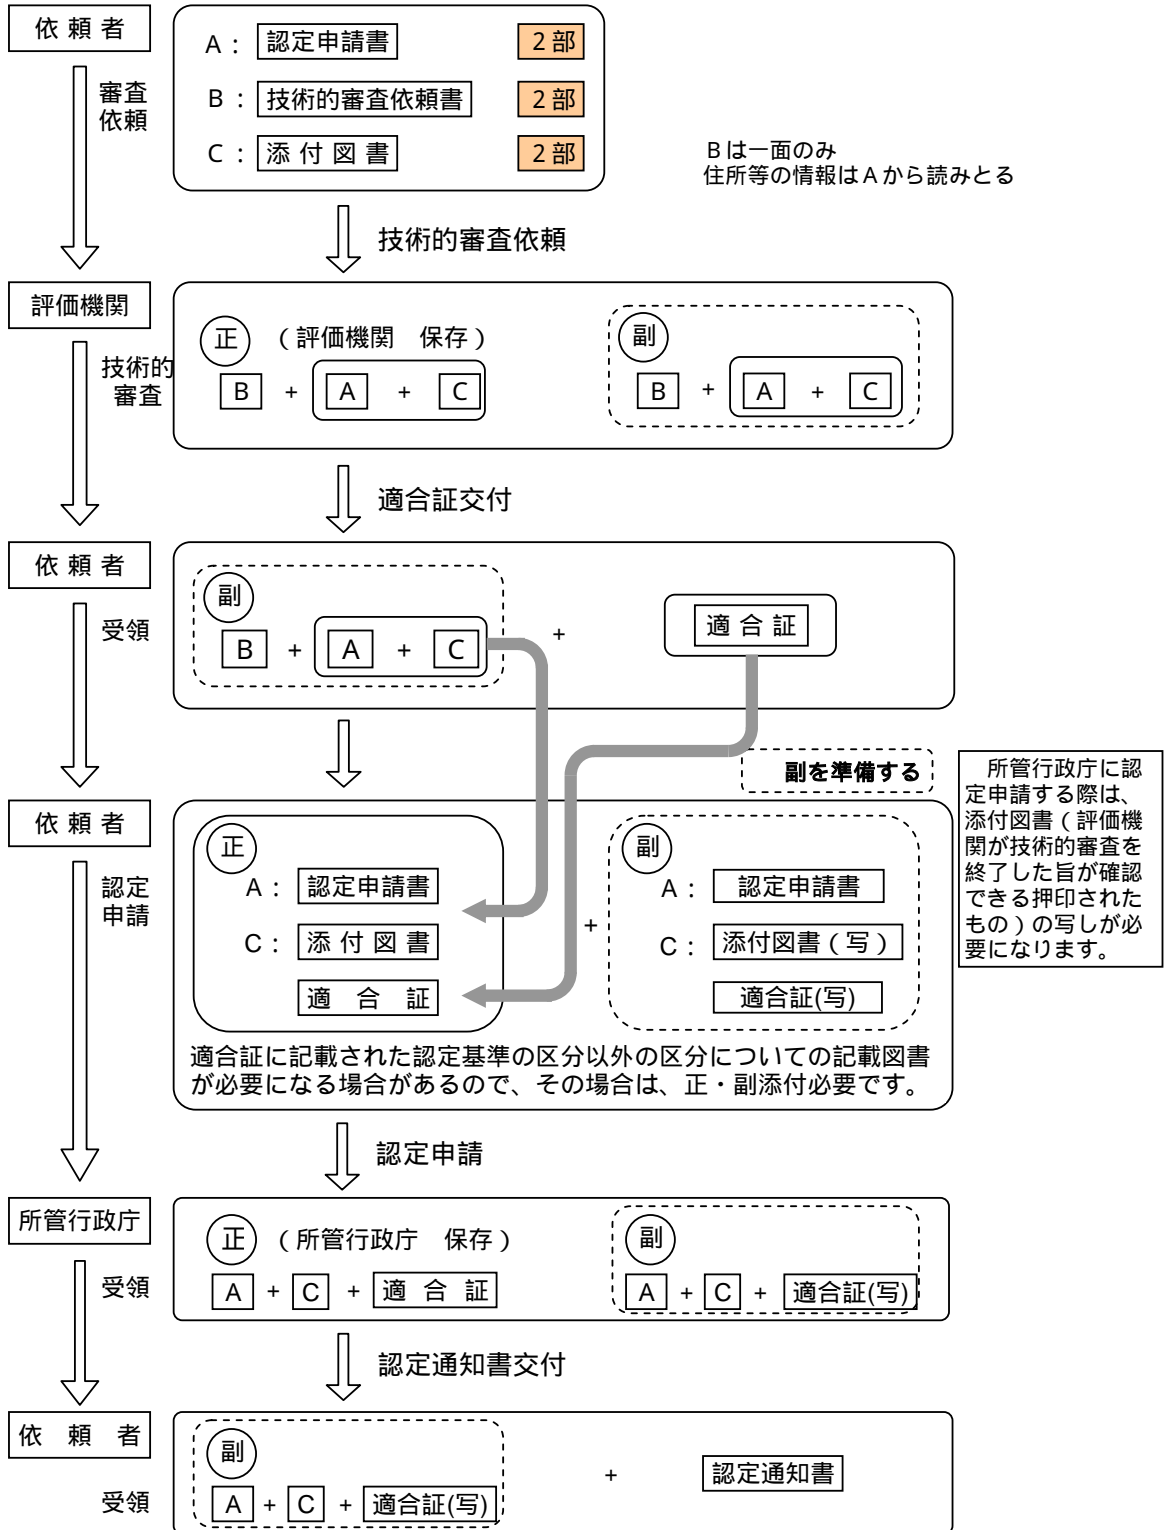 依 頼 者
A： 認定申請書 2部
審査
依頼
B： 技術的審査依頼書 2部
C： 添 付 図 書 2部
Bは一面のみ
住所等の情報はAから読みとる
技術的審査依頼
評価機関
正 （評価機関　保存）
副
技術的
審査
B + A + C
B + A + C
適合証交付
依 頼 者
副
受領
B + A + C + 適 合 証
副を準備する
所管行政庁に認
定申請する際は、
添付図書（評価機
関が技術的審査を
終了した旨が確認
できる押印された
もの）の写しが必
要になります。
依 頼 者
正
副
認定
申請
A： 認定申請書
A： 認定申請書
C： 添 付 図 書
+
C： 添付図書（写）
適　合　証
適合証(写)
適合証に記載された認定基準の区分以外の区分についての記載図書
が必要になる場合があるので、その場合は、正・副添付必要です。
認定申請
所管行政庁
正 （所管行政庁　保存）
副
受領
A + C + 適 合 証
A + C + 適合証(写)
認定通知書交付
依　頼　者
副
受領
A + C + 適合証(写) + 認定通知書